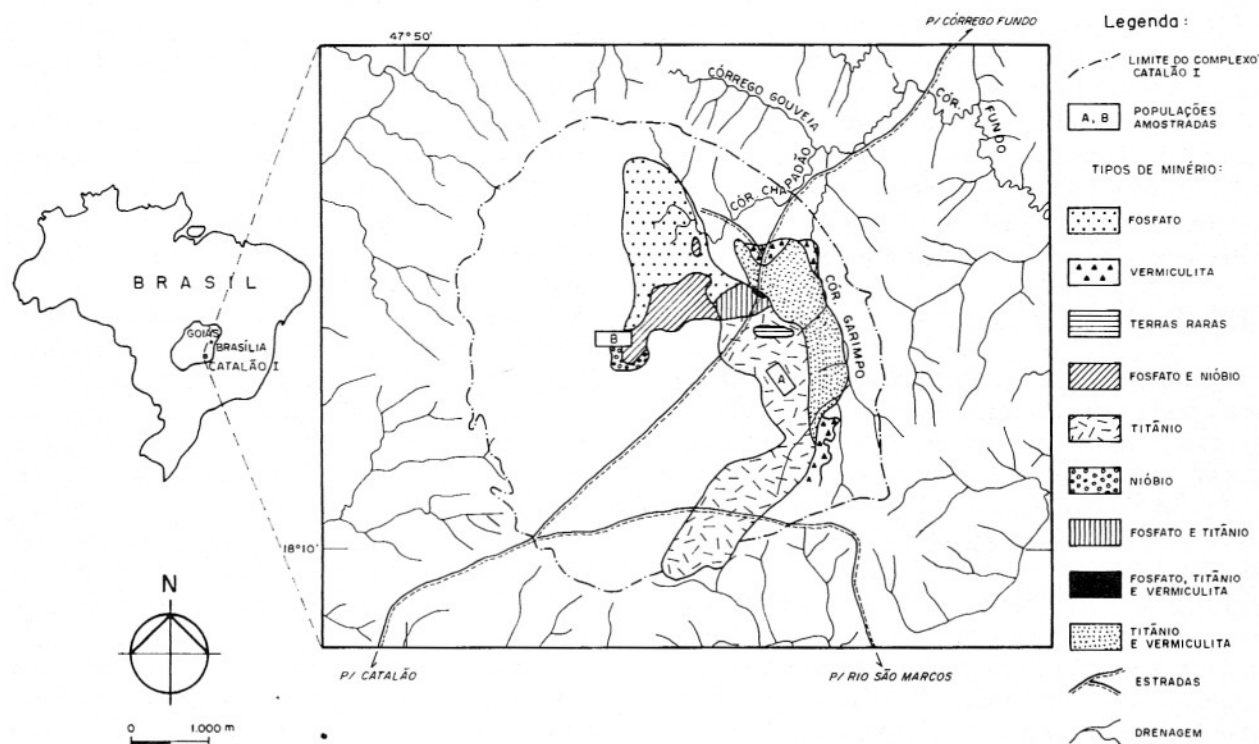 P/ CÓRREGO FUNDO
47° 50'
CÓRREGO GOUVEIA
CÓR. FUNDO
CÓR. CHAPADÃO
CÓR. GARIMPO
B
A
18° 10'
P/ CATALÃO
P/ RIO SÃO MARCOS
BRASIL
GOIÁS
BRASÍLIA
CATALÃO I
N
0 1.000 m
Legenda :
LIMITE DO COMPLEXO
CATALÃO I
A, B
POPULAÇÕES
AMOSTRADAS
TIPOS DE MINÉRIO:
FOSFATO
VERMICULITA
TERRAS RARAS
FOSFATO E NIÓBIO
TITÂNIO
NIÓBIO
FOSFATO E TITÂNIO
FOSFATO, TITÂNIO
E VERMICULITA
TITÂNIO
E VERMICULITA
ESTRADAS
DRENAGEM